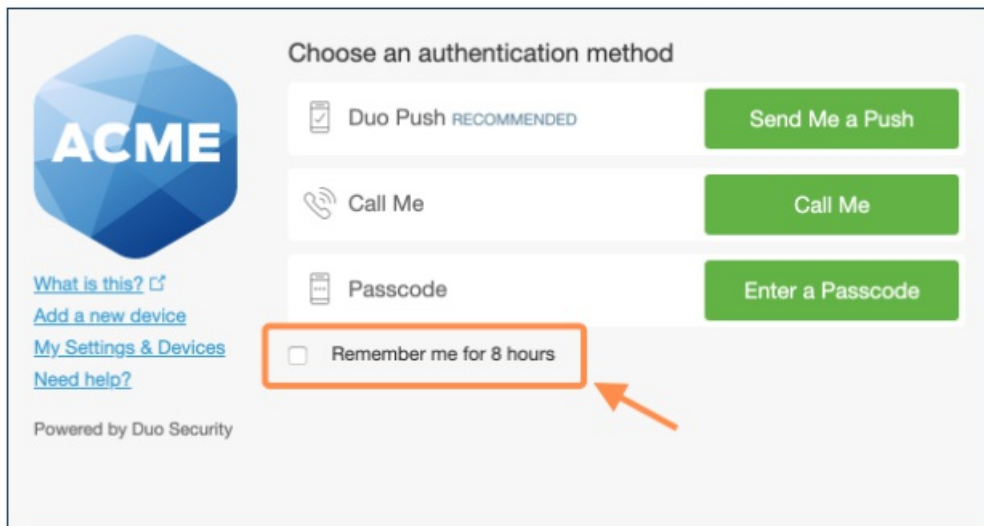 Choose an authentication method
ACME
Duo Push RECOMMENDED
Send Me a Push
Call Me
Call Me
Passcode
Enter a Passcode
Remember me for 8 hours
What is this?
Add a new device
My Settings & Devices
Need help?
Powered by Duo Security